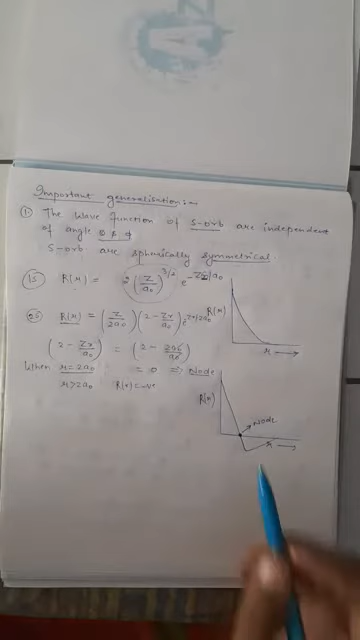 Important generalisation:~
1. The Wave function of s-orb are independent
of angle θ & φ
S-orb are spherically symmetrical.
1s R(r) = 2(Z/a₀)^3/2 e^-Zr/a₀
R(r)
r →
2s R(r) = (Z/2a₀)(2-Zr/a₀)e^-Zr/2a₀
(2 - Zr/a₀) = (2 - 2a₀/a₀)
When r = 2a₀ = 0 ⇒ Node
r > 2a₀ R(r) = -ve
R(r)
NODE
r →